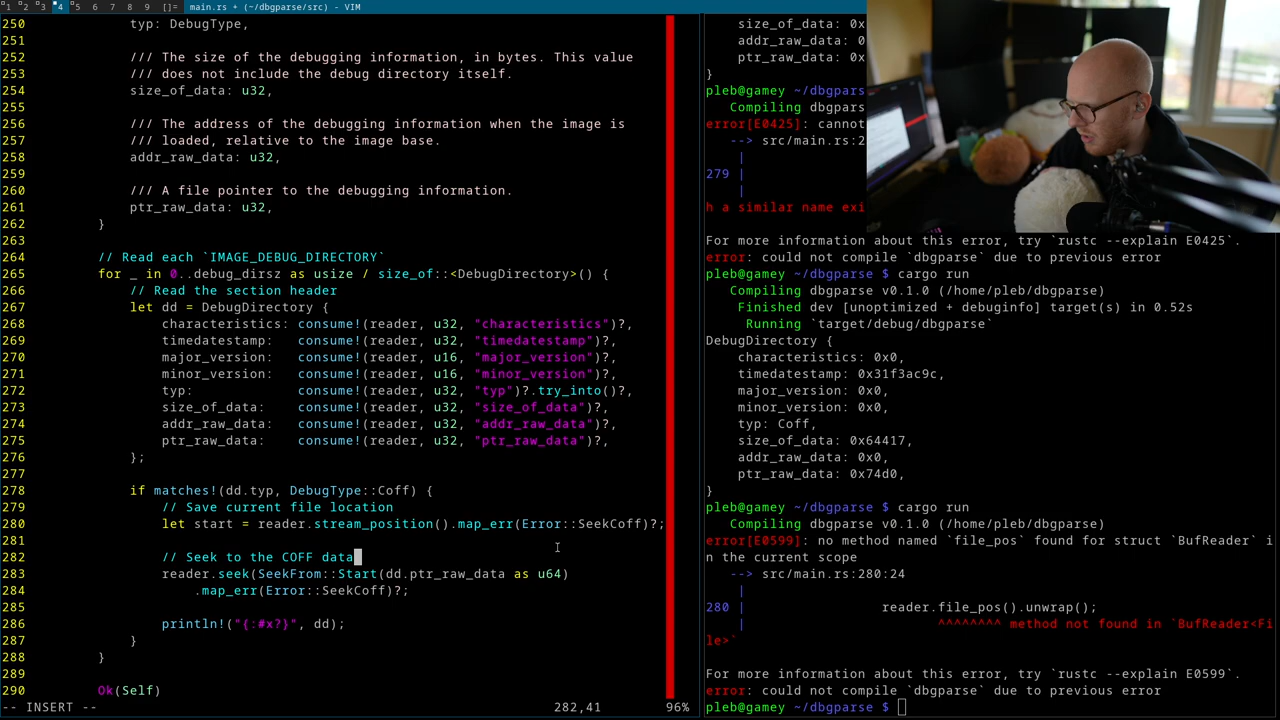 1 2 3 4 5 6 7 8 9 []= main.rs + (~/dbgparse/src) - VIM
250 typ: DebugType,
251
252 /// The size of the debugging information, in bytes. This value
253 /// does not include the debug directory itself.
254 size_of_data: u32,
255
256 /// The address of the debugging information when the image is
257 /// loaded, relative to the image base.
258 addr_raw_data: u32,
259
260 /// A file pointer to the debugging information.
261 ptr_raw_data: u32,
262 }
263
264 // Read each `IMAGE_DEBUG_DIRECTORY`
265 for _ in 0..debug_dirsz as usize / size_of::<DebugDirectory>() {
266 // Read the section header
267 let dd = DebugDirectory {
268 characteristics: consume!(reader, u32, "characteristics")?,
269 timedatestamp: consume!(reader, u32, "timedatestamp")?,
270 major_version: consume!(reader, u16, "major_version")?,
271 minor_version: consume!(reader, u16, "minor_version")?,
272 typ: consume!(reader, u32, "typ")?.try_into()?,
273 size_of_data: consume!(reader, u32, "size_of_data")?,
274 addr_raw_data: consume!(reader, u32, "addr_raw_data")?,
275 ptr_raw_data: consume!(reader, u32, "ptr_raw_data")?,
276 };
277
278 if matches!(dd.typ, DebugType::Coff) {
279 // Save current file location
280 let start = reader.stream_position().map_err(Error::SeekCoff)?;
281
282 // Seek to the COFF data
283 reader.seek(SeekFrom::Start(dd.ptr_raw_data as u64)
284 .map_err(Error::SeekCoff)?;
285
286 println!("{:#x?}", dd);
287 }
288 }
289
290 Ok(Self)
-- INSERT -- 282,41 96%
size_of_data: 0x
addr_raw_data: 0
ptr_raw_data: 0x
}
pleb@gamey ~/dbgpars
Compiling dbgpars
error[E0425]: cannot
--> src/main.rs:2
|
279 |
|
h a similar name exi
For more information about this error, try `rustc --explain E0425`.
error: could not compile `dbgparse` due to previous error
pleb@gamey ~/dbgparse $ cargo run
Compiling dbgparse v0.1.0 (/home/pleb/dbgparse)
Finished dev [unoptimized + debuginfo] target(s) in 0.52s
Running `target/debug/dbgparse`
DebugDirectory {
characteristics: 0x0,
timedatestamp: 0x31f3ac9c,
major_version: 0x0,
minor_version: 0x0,
typ: Coff,
size_of_data: 0x64417,
addr_raw_data: 0x0,
ptr_raw_data: 0x74d0,
}
pleb@gamey ~/dbgparse $ cargo run
Compiling dbgparse v0.1.0 (/home/pleb/dbgparse)
error[E0599]: no method named `file_pos` found for struct `BufReader` i
n the current scope
--> src/main.rs:280:24
|
280 | reader.file_pos().unwrap();
| ^^^^^^^^ method not found in `BufReader<Fi
le>`
For more information about this error, try `rustc --explain E0599`.
error: could not compile `dbgparse` due to previous error
pleb@gamey ~/dbgparse $